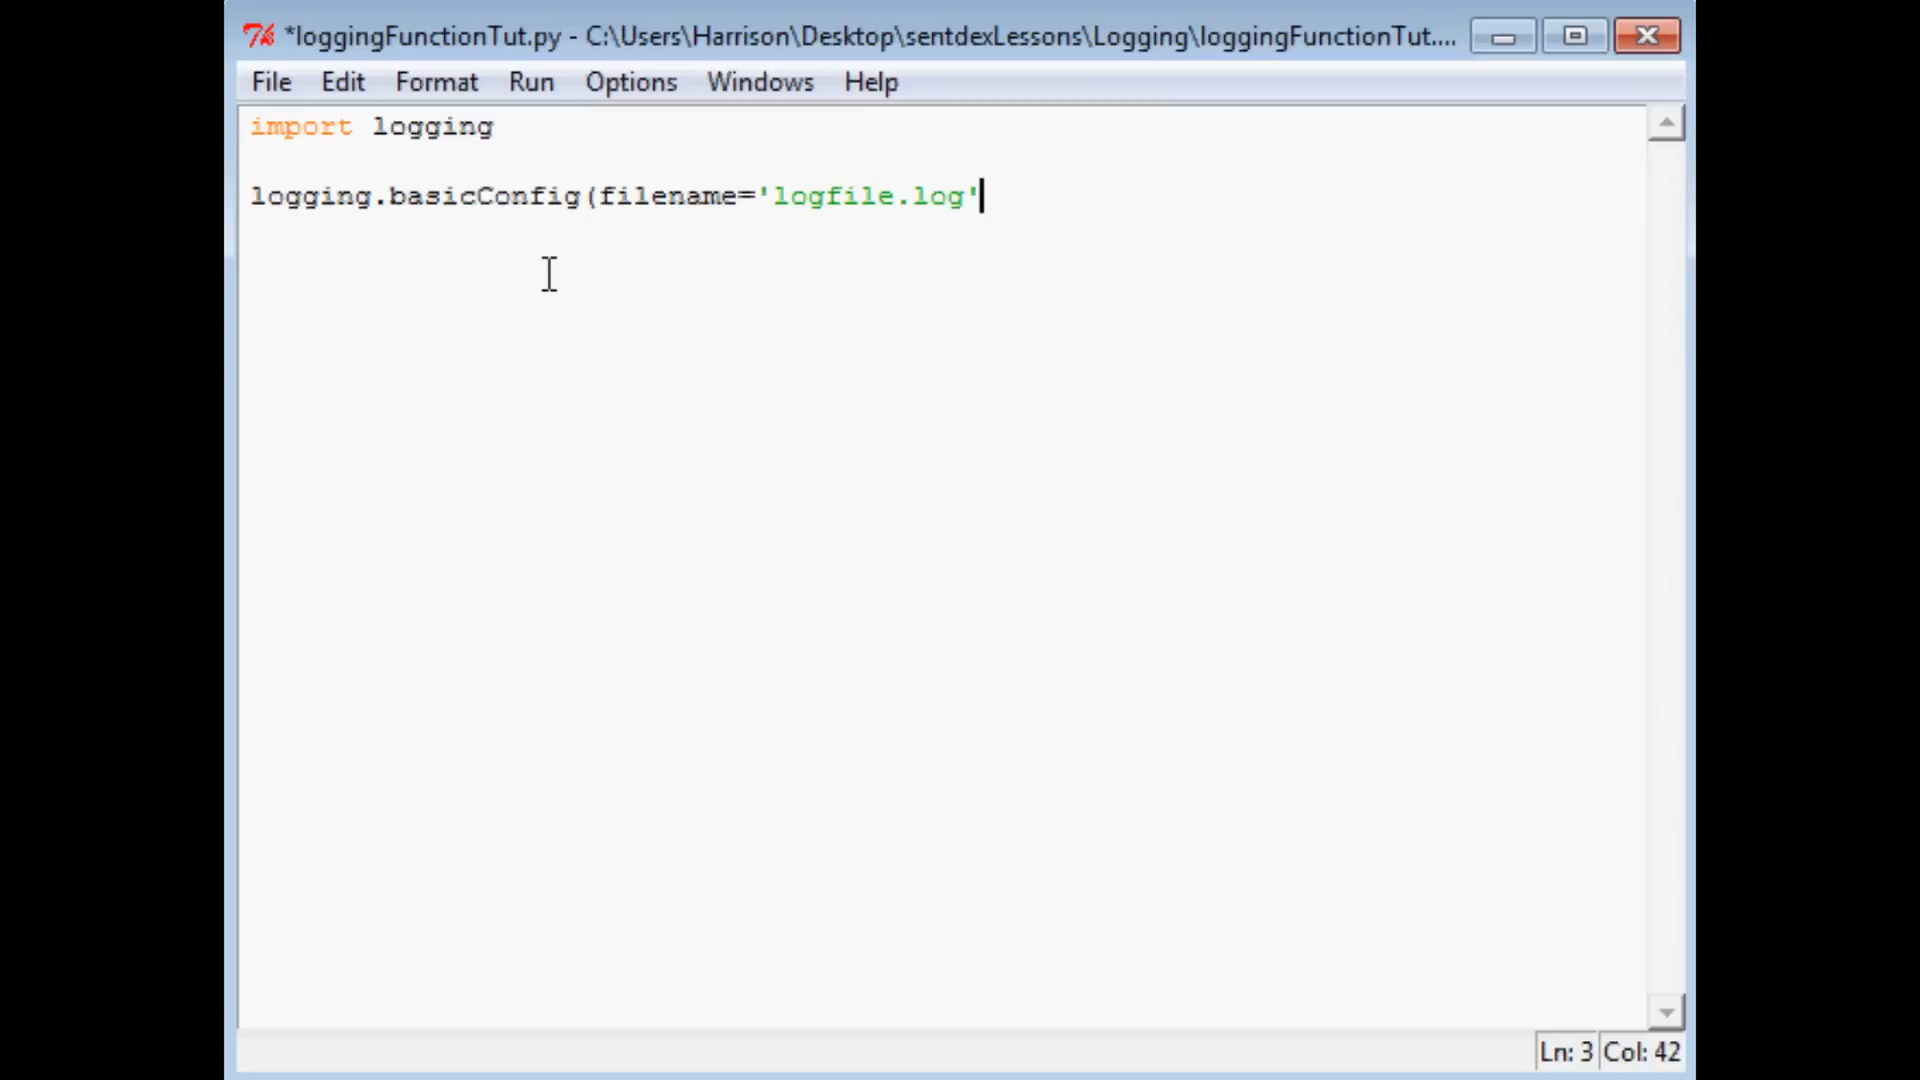 *loggingFunctionTut.py - C:\Users\Harrison\Desktop\sentdexLessons\Logging\loggingFunctionTut....
File Edit Format Run Options Windows Help
import logging
logging.basicConfig(filename='logfile.log'
Ln: 3 Col: 42